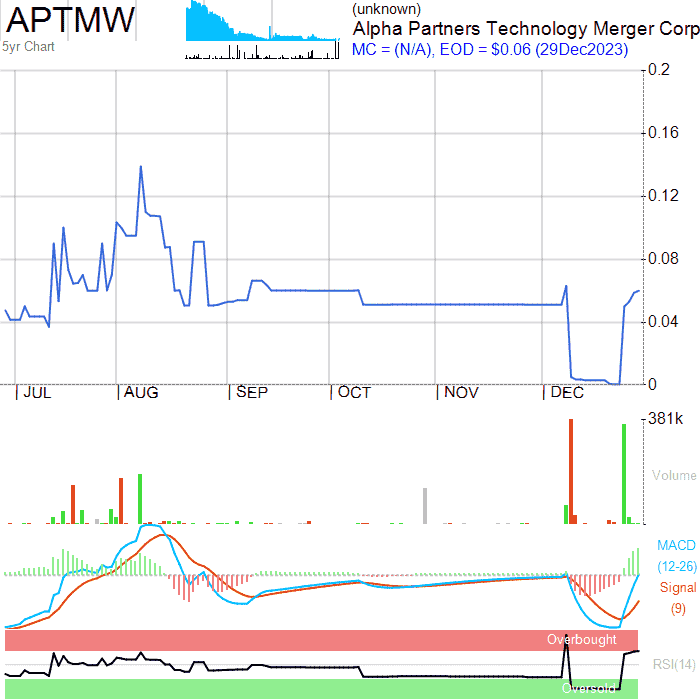 APTMW
5yr Chart
(unknown)
Alpha Partners Technology Merger Corp
MC = (N/A), EOD = $0.06 (29Dec2023)
0.2
0.16
0.12
0.08
0.04
0
JUL AUG SEP OCT NOV DEC
381k
Volume
MACD
(12-26)
Signal
(9)
Overbought
RSI(14)
Oversold